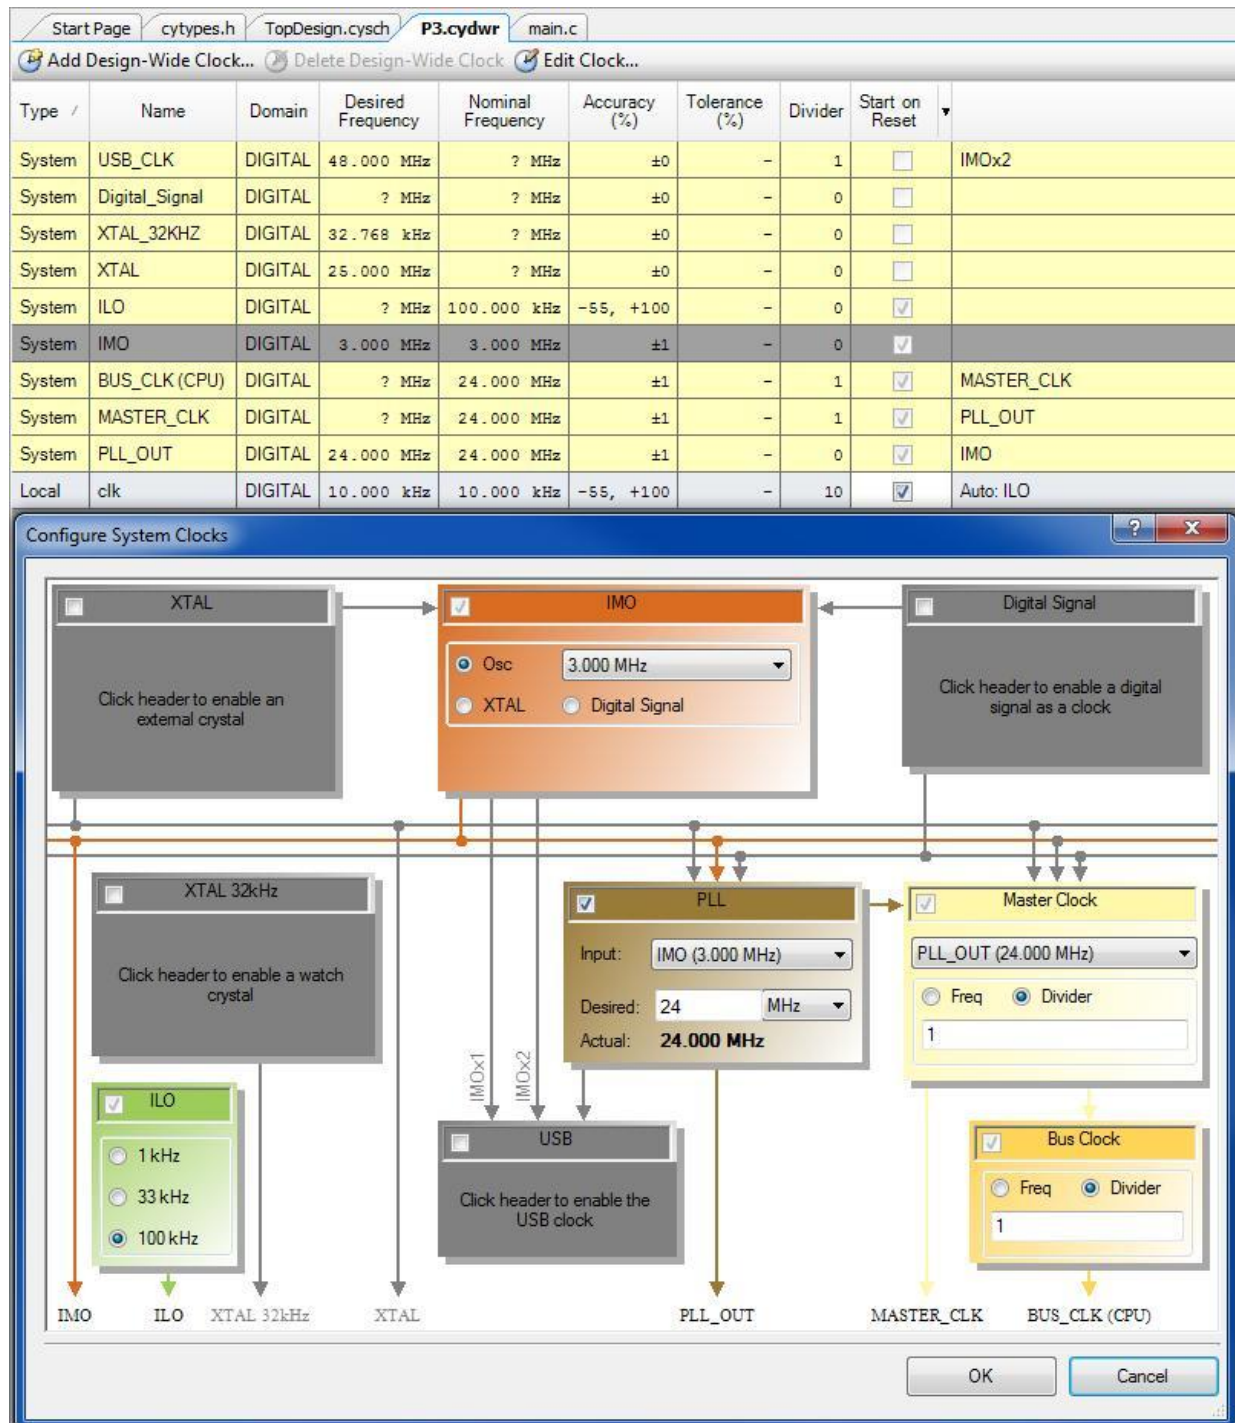 Start Page cytypes.h TopDesign.cysch P3.cydwr main.c
Add Design-Wide Clock... Delete Design-Wide Clock Edit Clock...
Type / Name Domain Desired Frequency Nominal Frequency Accuracy (%) Tolerance (%) Divider Start on Reset
System USB_CLK DIGITAL 48.000 MHz ? MHz ±0 - 1 IMOx2
System Digital_Signal DIGITAL ? MHz ? MHz ±0 - 0
System XTAL_32KHZ DIGITAL 32.768 kHz ? MHz ±0 - 0
System XTAL DIGITAL 25.000 MHz ? MHz ±0 - 0
System ILO DIGITAL ? MHz 100.000 kHz -55, +100 - 0
System IMO DIGITAL 3.000 MHz 3.000 MHz ±1 - 0
System BUS_CLK (CPU) DIGITAL ? MHz 24.000 MHz ±1 - 1 MASTER_CLK
System MASTER_CLK DIGITAL ? MHz 24.000 MHz ±1 - 1 PLL_OUT
System PLL_OUT DIGITAL 24.000 MHz 24.000 MHz ±1 - 0 IMO
Local clk DIGITAL 10.000 kHz 10.000 kHz -55, +100 - 10 Auto: ILO
Configure System Clocks
XTAL
Click header to enable an
external crystal
IMO
Osc 3.000 MHz
XTAL Digital Signal
Digital Signal
Click header to enable a digital
signal as a clock
XTAL 32kHz
Click header to enable a watch
crystal
PLL
Input: IMO (3.000 MHz)
Desired: 24 MHz
Actual: 24.000 MHz
Master Clock
PLL_OUT (24.000 MHz)
Freq Divider
1
IMOx1
IMOx2
ILO
1 kHz
33 kHz
100 kHz
USB
Click header to enable the
USB clock
Bus Clock
Freq Divider
1
IMO ILO XTAL 32kHz XTAL PLL_OUT MASTER_CLK BUS_CLK (CPU)
OK Cancel